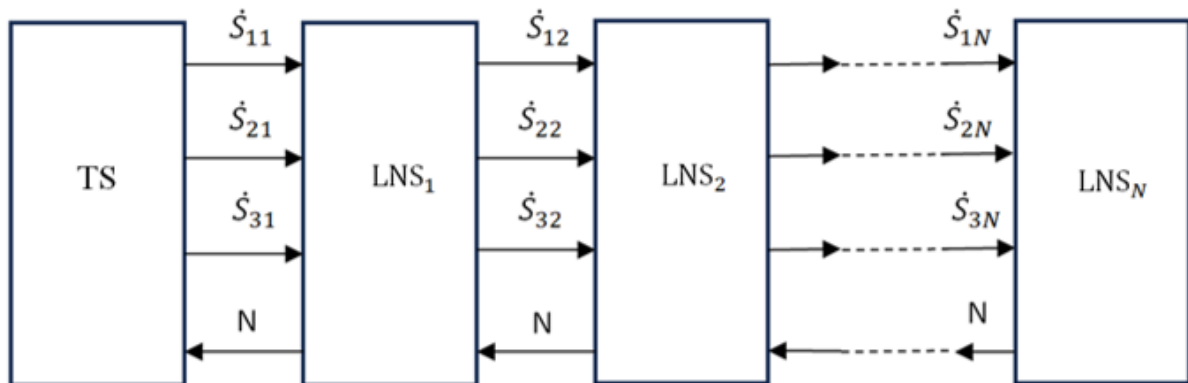 Ṡ₁₁ Ṡ₁₂ Ṡ₁N
Ṡ₂₁ Ṡ₂₂ Ṡ₂N
TS LNS₁ LNS₂ LNSN
Ṡ₃₁ Ṡ₃₂ Ṡ₃N
N N N